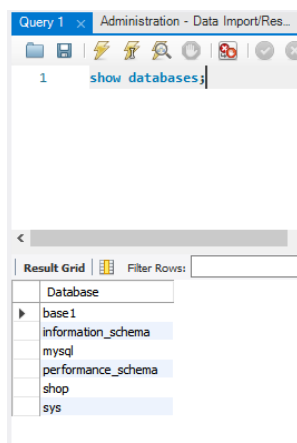 Query 1 Administration - Data Import/Res...
1 show databases;
Result Grid Filter Rows:
Database
base1
information_schema
mysql
performance_schema
shop
sys